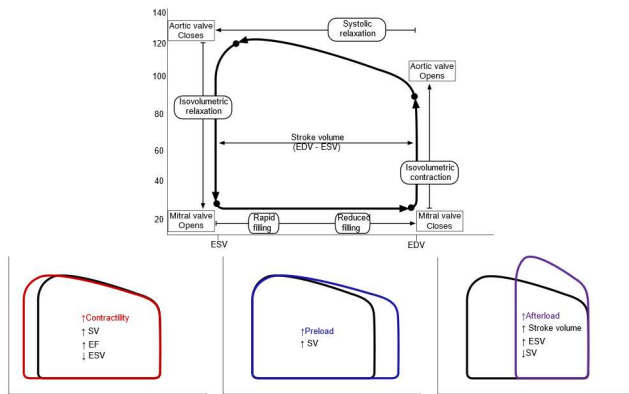 140
Aortic valve
Closes
Systolic
relaxation
120
Aortic valve
Opens
100
Isovolumetric
relaxation
80
Stroke volume
(EDV - ESV)
60
Isovolumetric
contraction
40
Mitral valve
Opens
20
Rapid
filling
Reduced
filling
Mitral valve
Closes
ESV
EDV
↑Contractility
↑ SV
↑ EF
↓ ESV
↑Preload
↑ SV
↑Afterload
↑ Stroke volume
↑ ESV
↓SV